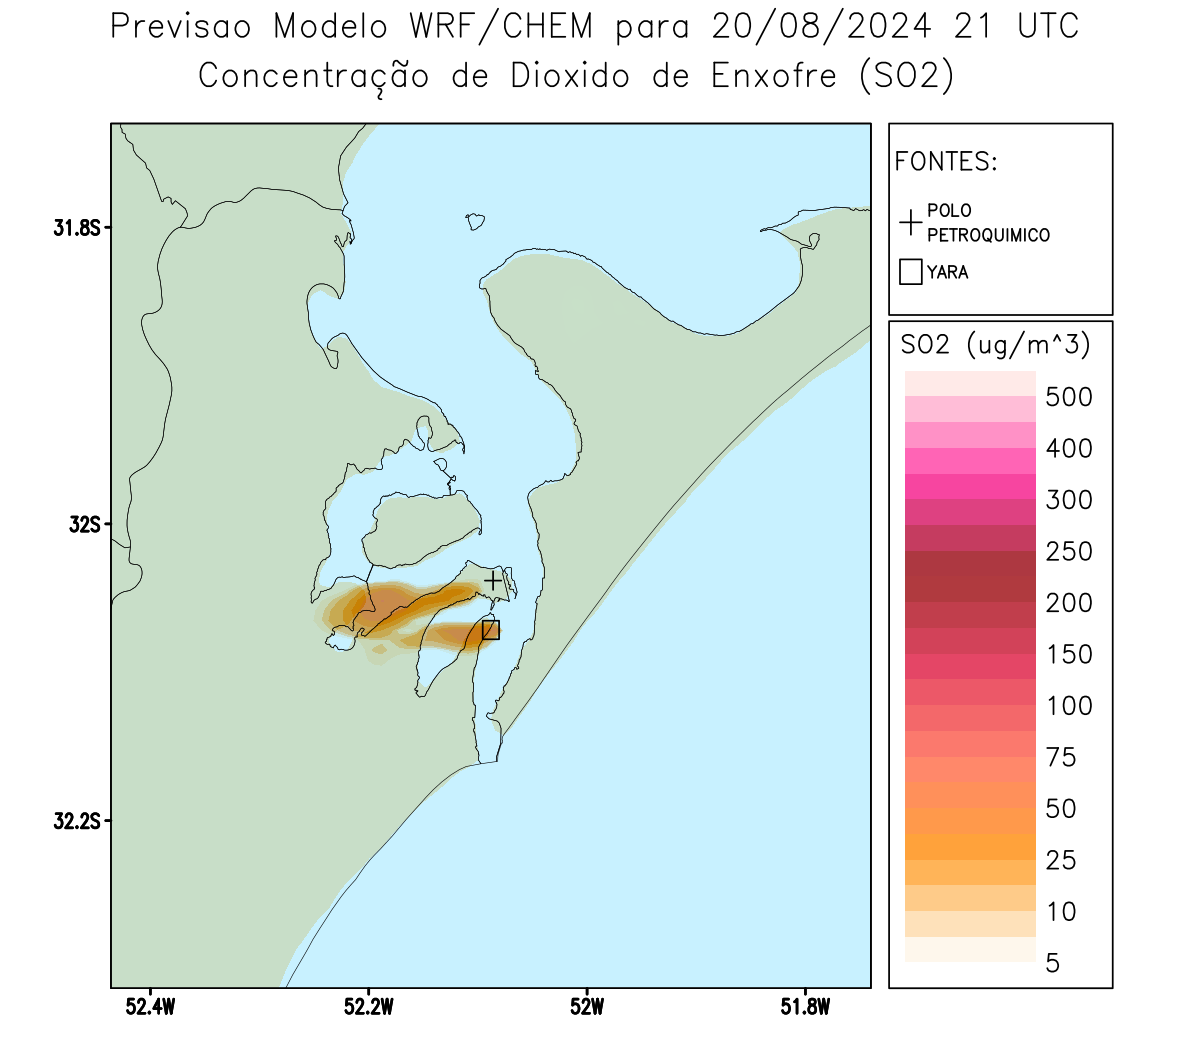 Previsao Modelo WRF/CHEM para 20/08/2024 21 UTC
Concentração de Dioxido de Enxofre (SO2)
FONTES:
POLO
PETROQUIMICO
YARA
SO2 (ug/m^3)
500
400
300
250
200
150
100
75
50
25
10
5
31.8S
32S
32.2S
52.4W
52.2W
52W
51.8W